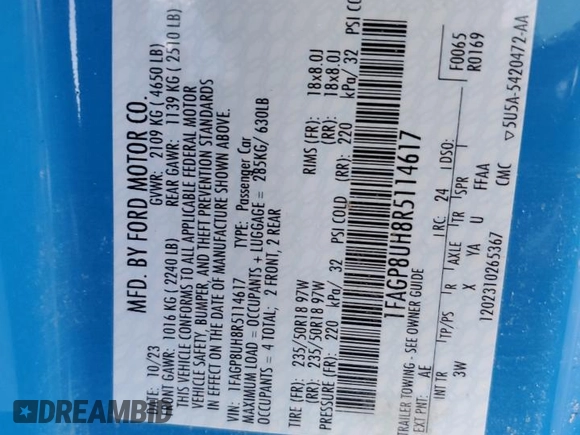 MFD. BY FORD MOTOR CO.
DATE: 10/23 GVWR: 2109 KG ( 4650 LB)
FRONT GAWR: 1016 KG ( 2240 LB) REAR GAWR: 1139 KG ( 2510 LB)
THIS VEHICLE CONFORMS TO ALL APPLICABLE FEDERAL MOTOR
VEHICLE SAFETY, BUMPER, AND THEFT PREVENTION STANDARDS
IN EFFECT ON THE DATE OF MANUFACTURE SHOWN ABOVE.
VIN: 1FAGP8UH8R5114617 TYPE: Passenger Car
MAXIMUM LOAD = OCCUPANTS + LUGGAGE = 285KG/ 630LB
OCCUPANTS = 4 TOTAL; 2 FRONT, 2 REAR
TIRE (FR): 235/50R18 97W RIMS (FR): 18x8.0J
(RR): 235/50R18 97W (RR): 18x8.0J
PRESSURE (FR): 220 kPa/ 32 PSI COLD (RR): 220 kPa/ 32 PSI CO
1FAGP8UH8R5114617
TRAILER TOWING - SEE OWNER GUIDE F0065
EXT PNT: AE RC: 24 DSO: R0169
INT TR TP/PS R AXLE TR SPR
3W X YA U FFAA
1202310265367 CMC ▽5U5A-5420472-AA
DREAMBID